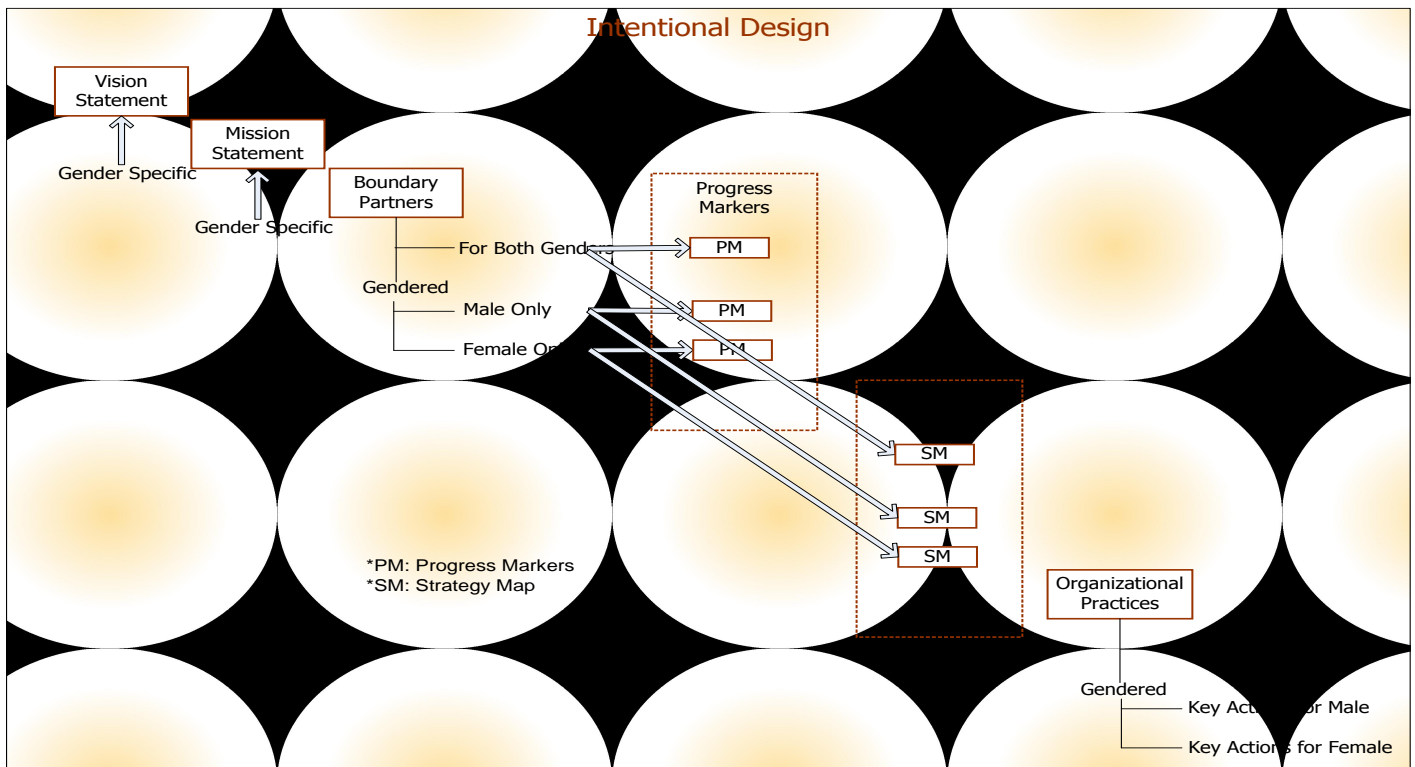 Intentional Design
Vision
Statement
Mission
Statement
Gender Specific
Boundary
Partners
Progress
Markers
Gender Specific
For Both Genders
PM
Gendered
Male Only
PM
Female Only
PM
SM
SM
SM
*PM: Progress Markers
*SM: Strategy Map
Organizational
Practices
Gendered
Key Actions for Male
Key Actions for Female